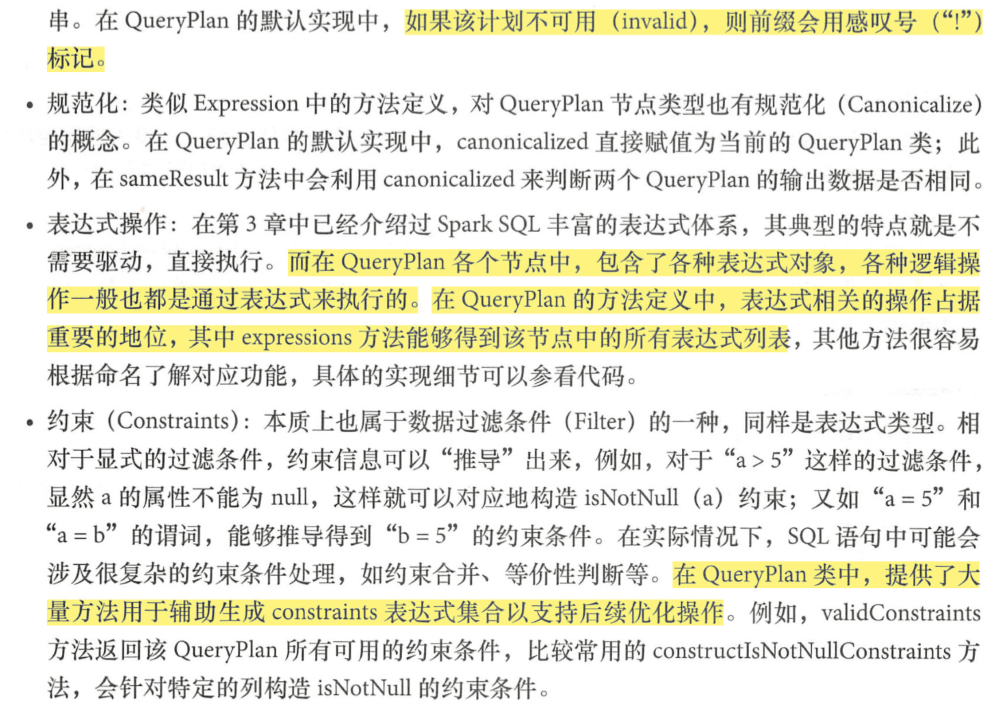 串。在 QueryPlan 的默认实现中，如果该计划不可用（invalid），则前缀会用感叹号（“!”）
标记。
• 规范化：类似 Expression 中的方法定义，对 QueryPlan 节点类型也有规范化（Canonicalize）
的概念。在 QueryPlan 的默认实现中，canonicalized 直接赋值为当前的 QueryPlan 类；此
外，在 sameResult 方法中会利用 canonicalized 来判断两个 QueryPlan 的输出数据是否相同。
• 表达式操作：在第 3 章中已经介绍过 Spark SQL 丰富的表达式体系，其典型的特点就是不
需要驱动，直接执行。而在 QueryPlan 各个节点中，包含了各种表达式对象，各种逻辑操
作一般也都是通过表达式来执行的。在 QueryPlan 的方法定义中，表达式相关的操作占据
重要的地位，其中 expressions 方法能够得到该节点中的所有表达式列表，其他方法很容易
根据命名了解对应功能，具体的实现细节可以参看代码。
• 约束（Constraints）：本质上也属于数据过滤条件（Filter）的一种，同样是表达式类型。相
对于显式的过滤条件，约束信息可以“推导”出来，例如，对于“a > 5”这样的过滤条件，
显然 a 的属性不能为 null，这样就可以对应地构造 isNotNull（a）约束；又如“a = 5”和
“a = b”的谓词，能够推导得到“b = 5”的约束条件。在实际情况下，SQL 语句中可能会
涉及很复杂的约束条件处理，如约束合并、等价性判断等。在 QueryPlan 类中，提供了大
量方法用于辅助生成 constraints 表达式集合以支持后续优化操作。例如，validConstraints
方法返回该 QueryPlan 所有可用的约束条件，比较常用的 constructIsNotNullConstraints 方
法，会针对特定的列构造 isNotNull 的约束条件。